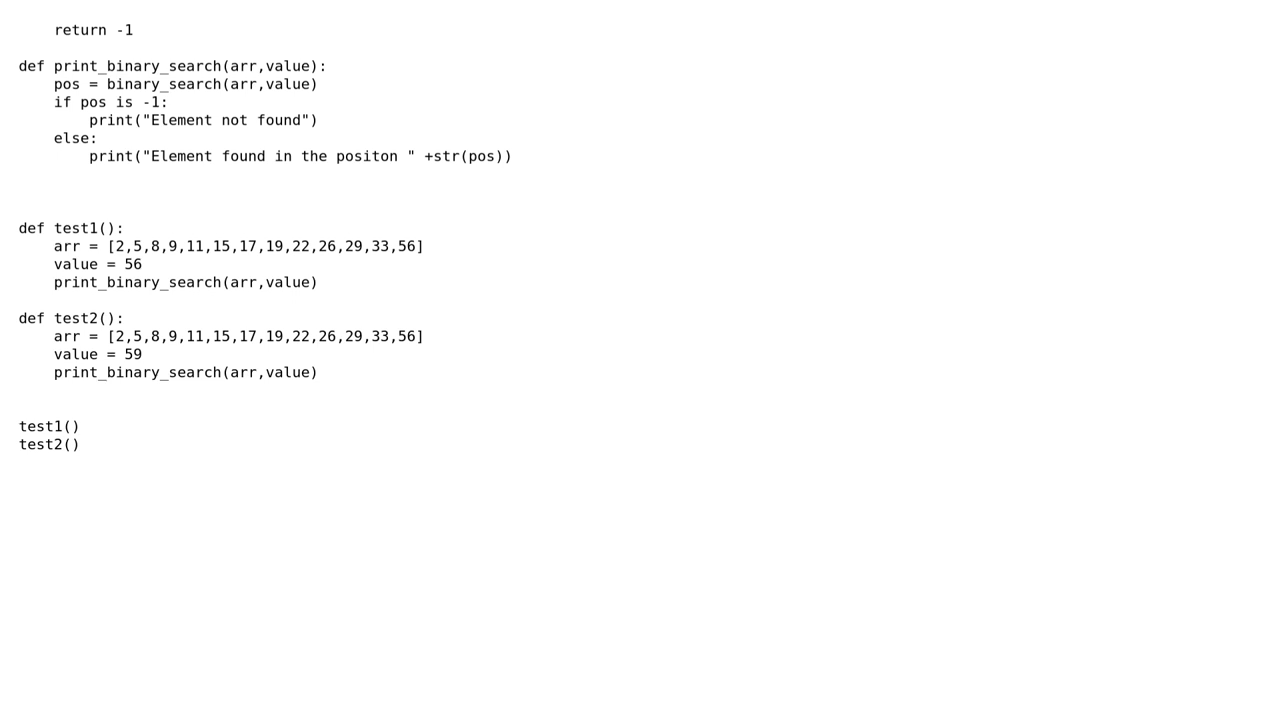 return -1

def print_binary_search(arr,value):
    pos = binary_search(arr,value)
    if pos is -1:
        print("Element not found")
    else:
        print("Element found in the positon " +str(pos))



def test1():
    arr = [2,5,8,9,11,15,17,19,22,26,29,33,56]
    value = 56
    print_binary_search(arr,value)

def test2():
    arr = [2,5,8,9,11,15,17,19,22,26,29,33,56]
    value = 59
    print_binary_search(arr,value)


test1()
test2()